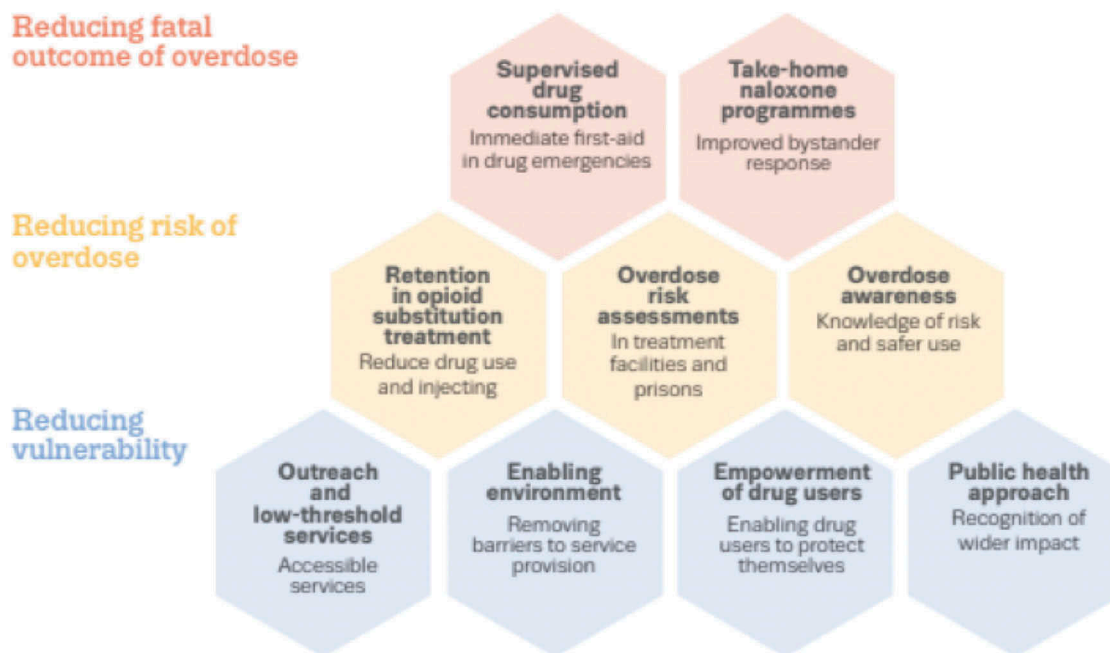 Reducing fatal
outcome of overdose
Supervised
drug
consumption
Immediate first-aid
in drug emergencies
Take-home
naloxone
programmes
Improved bystander
response
Reducing risk of
overdose
Retention
in opioid
substitution
treatment
Reduce drug use
and injecting
Overdose
risk
assessments
In treatment
facilities and
prisons
Overdose
awareness
Knowledge of risk
and safer use
Reducing
vulnerability
Outreach
and
low-threshold
services
Accessible
services
Enabling
environment
Removing
barriers to service
provision
Empowerment
of drug users
Enabling drug
users to protect
themselves
Public health
approach
Recognition of
wider impact